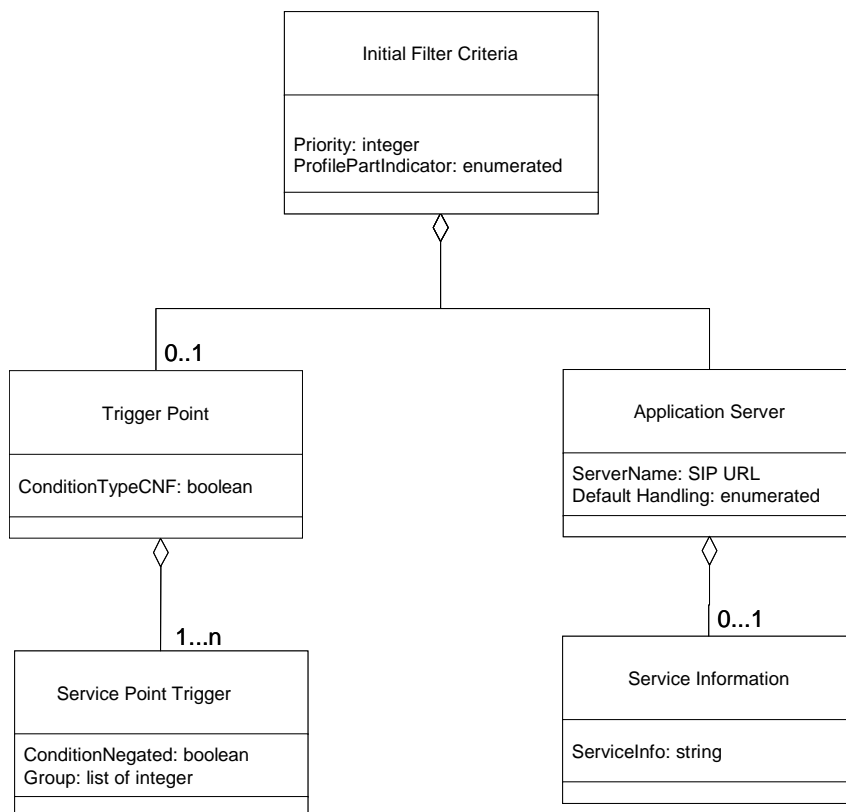 Initial Filter Criteria
Priority: integer
ProfilePartIndicator: enumerated
0..1
Trigger Point
ConditionTypeCNF: boolean
Application Server
ServerName: SIP URL
Default Handling: enumerated
1...n
Service Point Trigger
ConditionNegated: boolean
Group: list of integer
0...1
Service Information
ServiceInfo: string